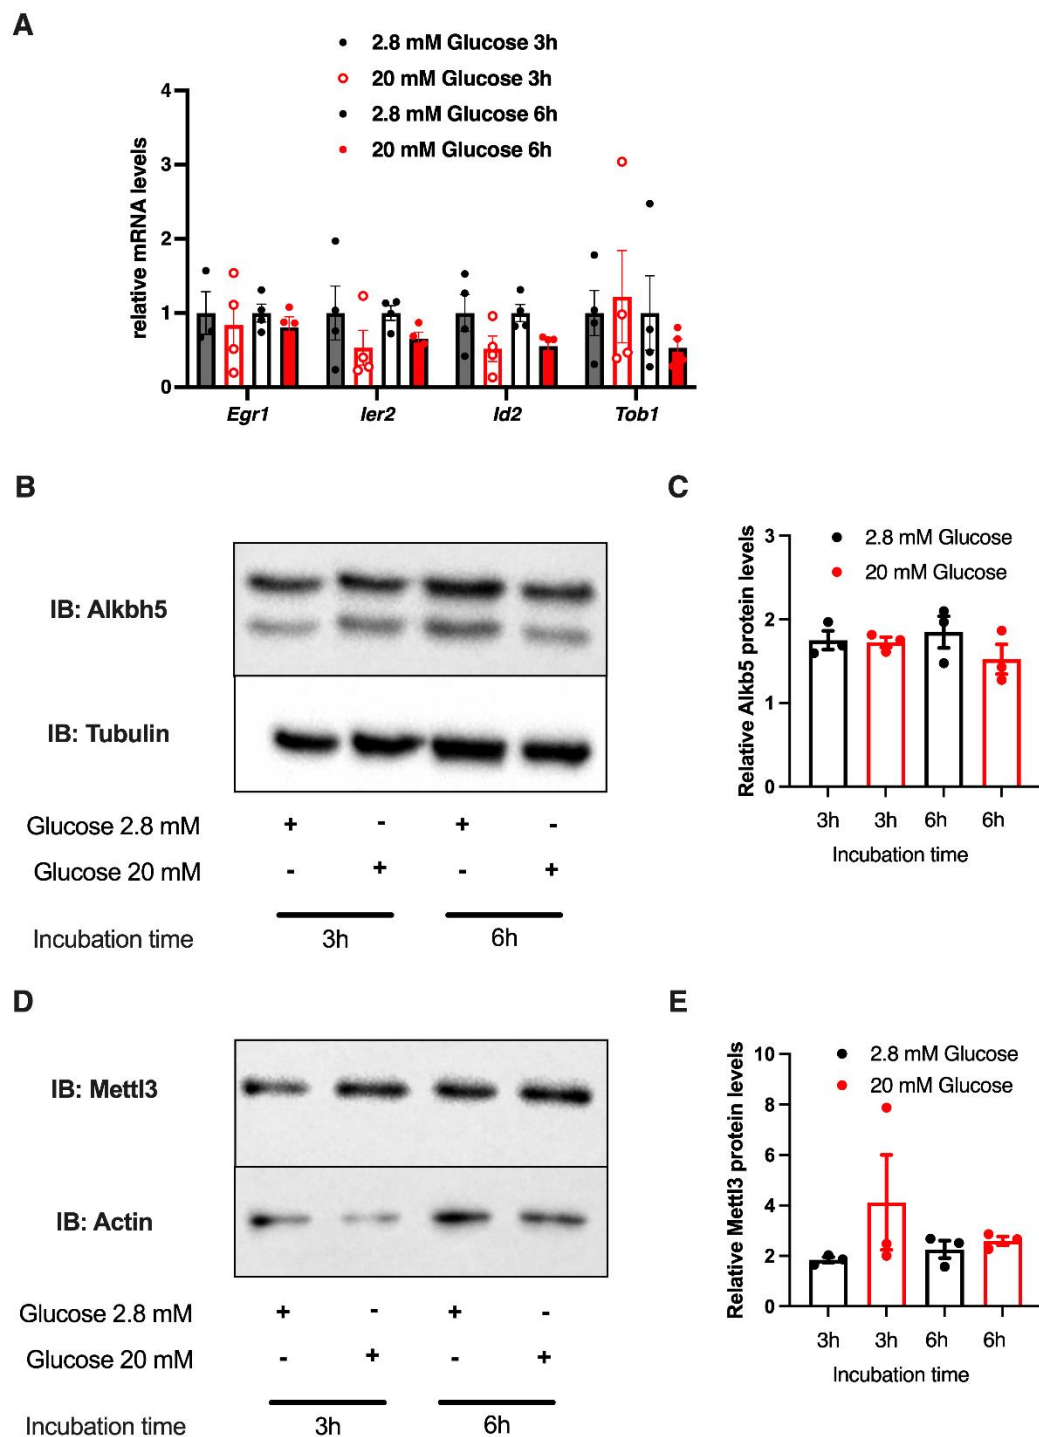 A
2.8 mM Glucose 3h
20 mM Glucose 3h
2.8 mM Glucose 6h
20 mM Glucose 6h
relative mRNA levels
4
3
2
1
0
Egr1 Ier2 Id2 Tob1
B
IB: Alkbh5
IB: Tubulin
Glucose 2.8 mM + - + -
Glucose 20 mM - + - +
Incubation time 3h 6h
C
2.8 mM Glucose
20 mM Glucose
Relative Alkb5 protein levels
3
2
1
0
3h 3h 6h 6h
Incubation time
D
IB: Mettl3
IB: Actin
Glucose 2.8 mM + - + -
Glucose 20 mM - + - +
Incubation time 3h 6h
E
2.8 mM Glucose
20 mM Glucose
Relative Mettl3 protein levels
10
8
6
4
2
0
3h 3h 6h 6h
Incubation time